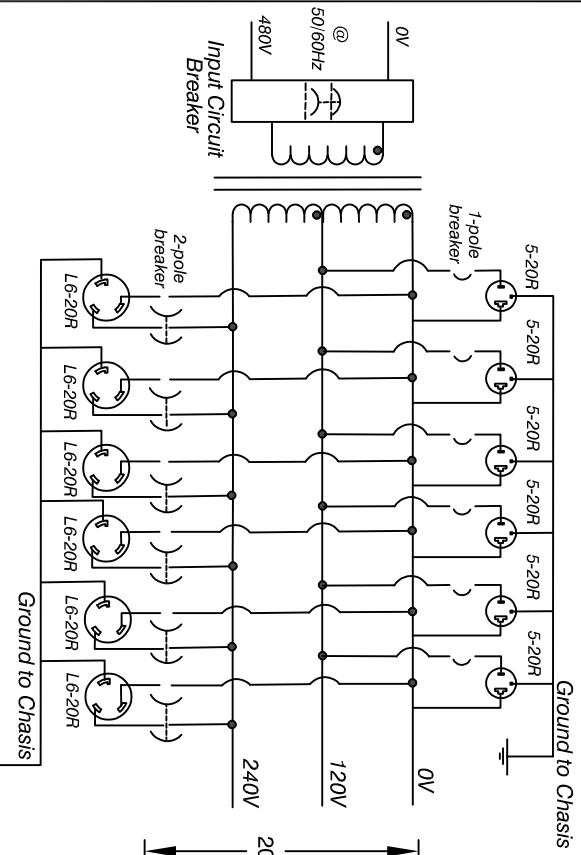 0V
@
50/60Hz
480V
Input Circuit
Breaker
1-pole
breaker
2-pole
breaker
5-20R
5-20R
5-20R
5-20R
5-20R
5-20R
Ground to Chasis
0V
120V
240V
20
L6-20R
L6-20R
L6-20R
L6-20R
L6-20R
L6-20R
Ground to Chasis